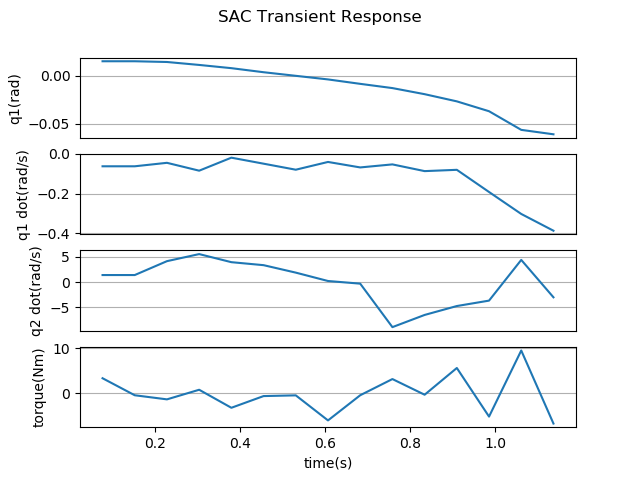 SAC Transient Response
q1(rad)
0.00
−0.05
q1 dot(rad/s)
0.0
−0.2
−0.4
q2 dot(rad/s)
5
0
−5
torque(Nm)
10
0
0.2 0.4 0.6 0.8 1.0
time(s)